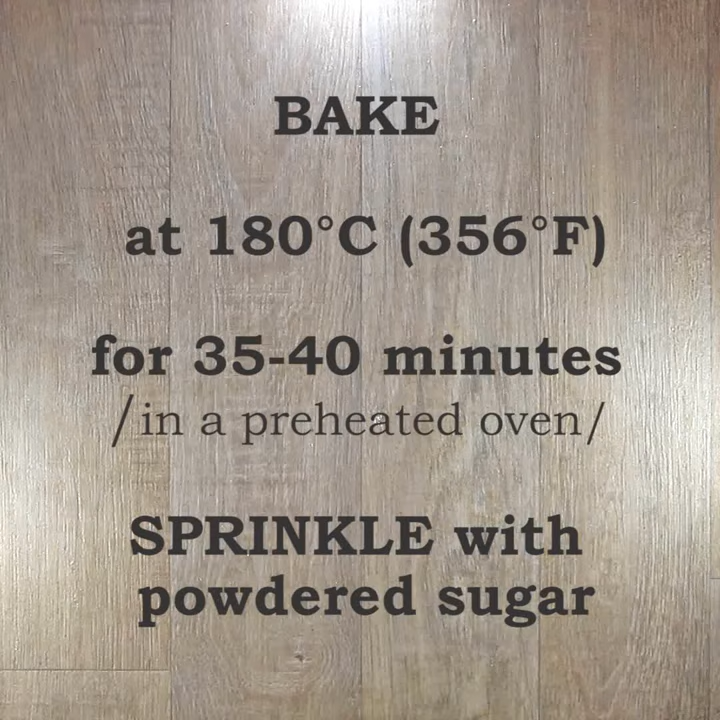 BAKE
at 180°C (356°F)
for 35-40 minutes
/in a preheated oven/
SPRINKLE with
powdered sugar